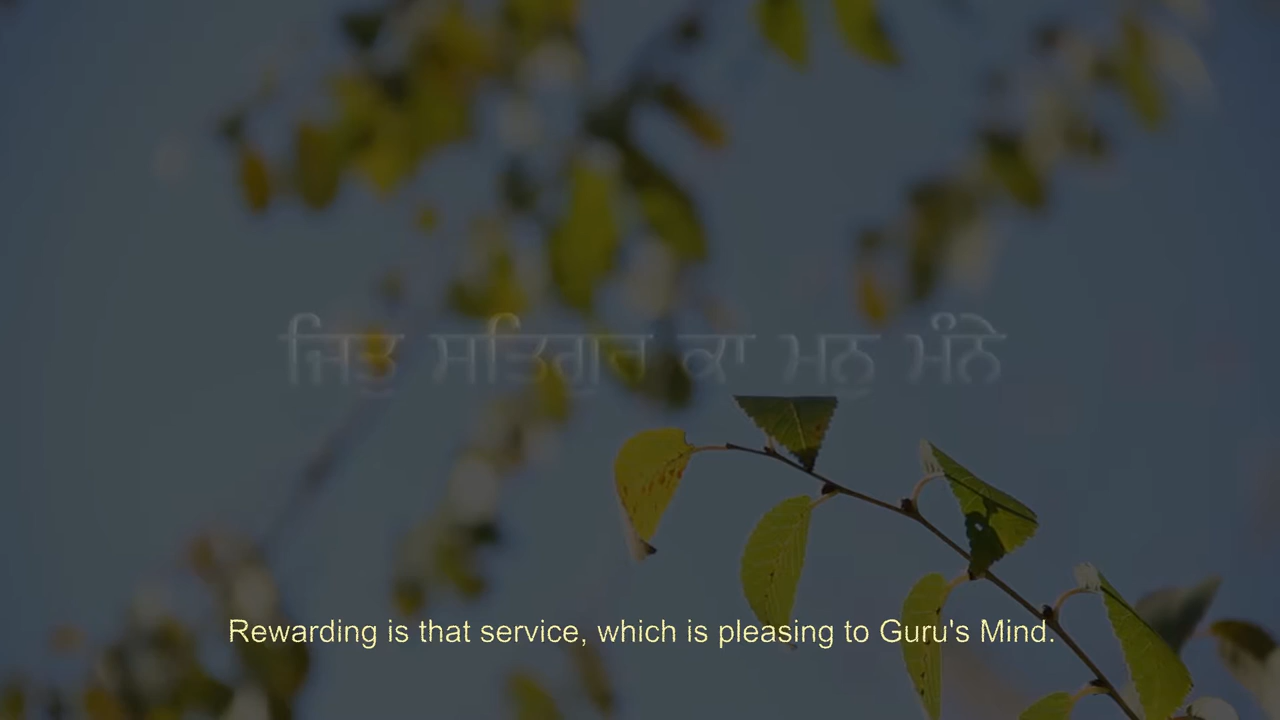 ਜਿਤੁ ਸਤਿਗੁਰ ਕਾ ਮਨੁ ਮੰਨੇ
Rewarding is that service, which is pleasing to Guru's Mind.